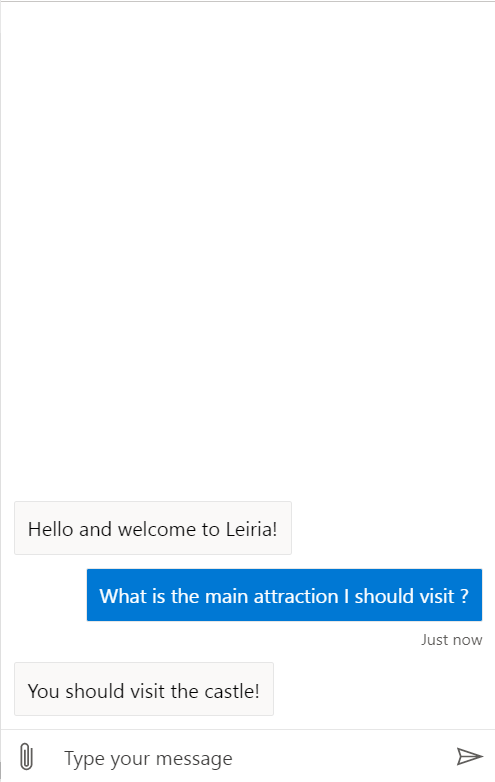 Hello and welcome to Leiria!
What is the main attraction I should visit ?
Just now
You should visit the castle!
Type your message